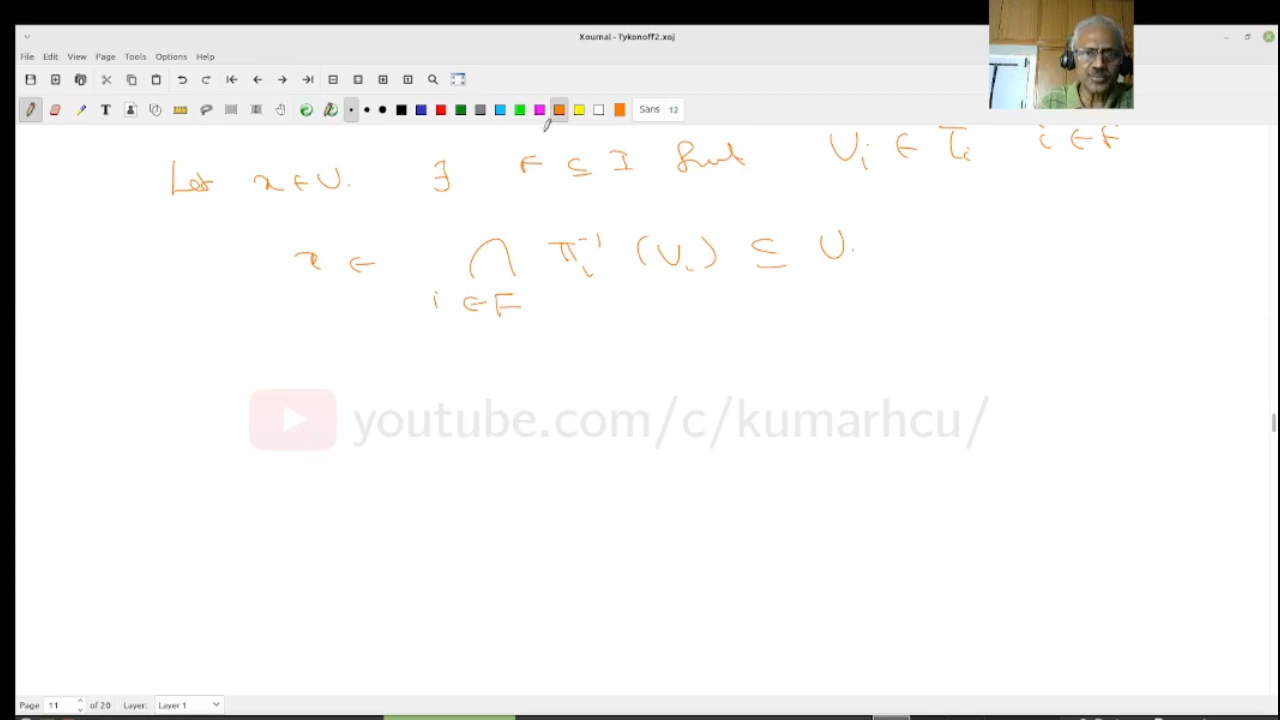 Xournal - Tykonoff2.xoj
File Edit View Page Tools Options Help
Sans 12
Let x ∈ U. ∃ F ⊆ I finite U_i ∈ T_i i ∈ F
x ∈ ⋂_{i ∈ F} π_i^{-1} (U_i) ⊆ U.
youtube.com/c/kumarhcu/
Page 11 of 20 Layer: Layer 1